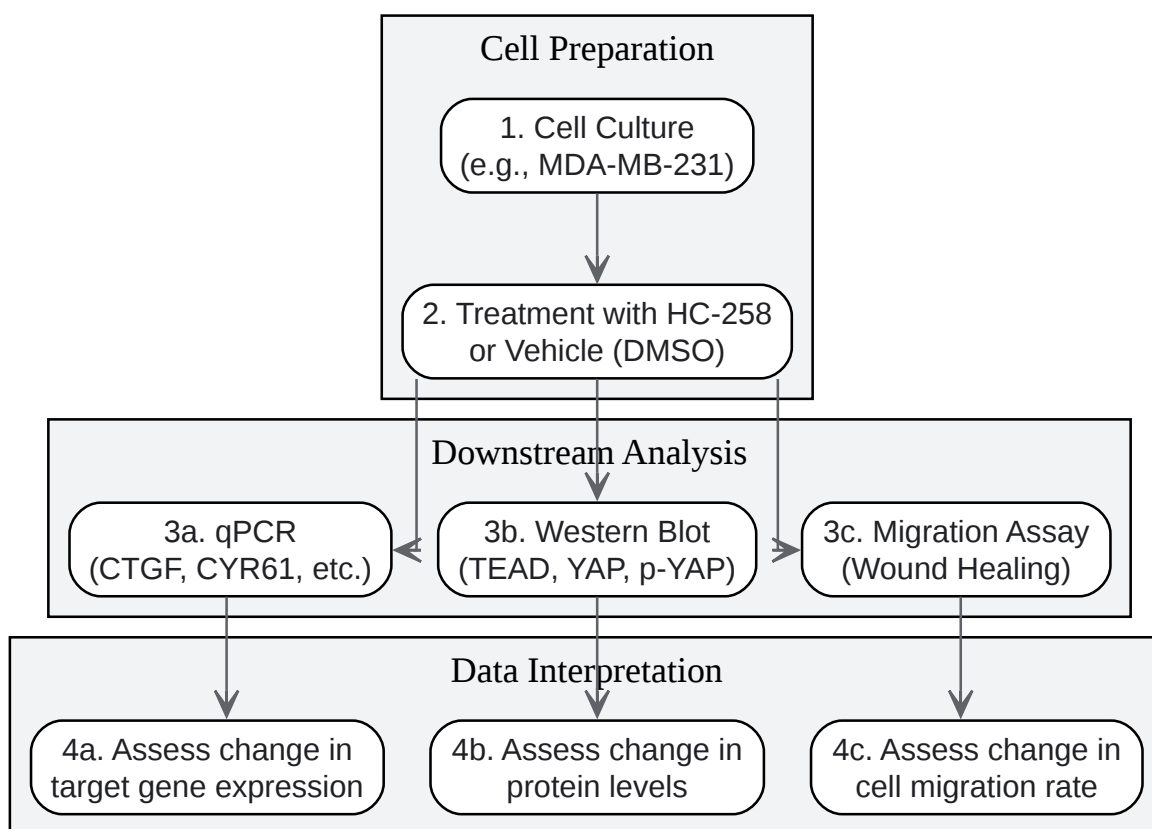 Cell Preparation
1. Cell Culture
(e.g., MDA-MB-231)
2. Treatment with HC-258
or Vehicle (DMSO)
Downstream Analysis
3a. qPCR
(CTGF, CYR61, etc.)
3b. Western Blot
(TEAD, YAP, p-YAP)
3c. Migration Assay
(Wound Healing)
Data Interpretation
4a. Assess change in
target gene expression
4b. Assess change in
protein levels
4c. Assess change in
cell migration rate